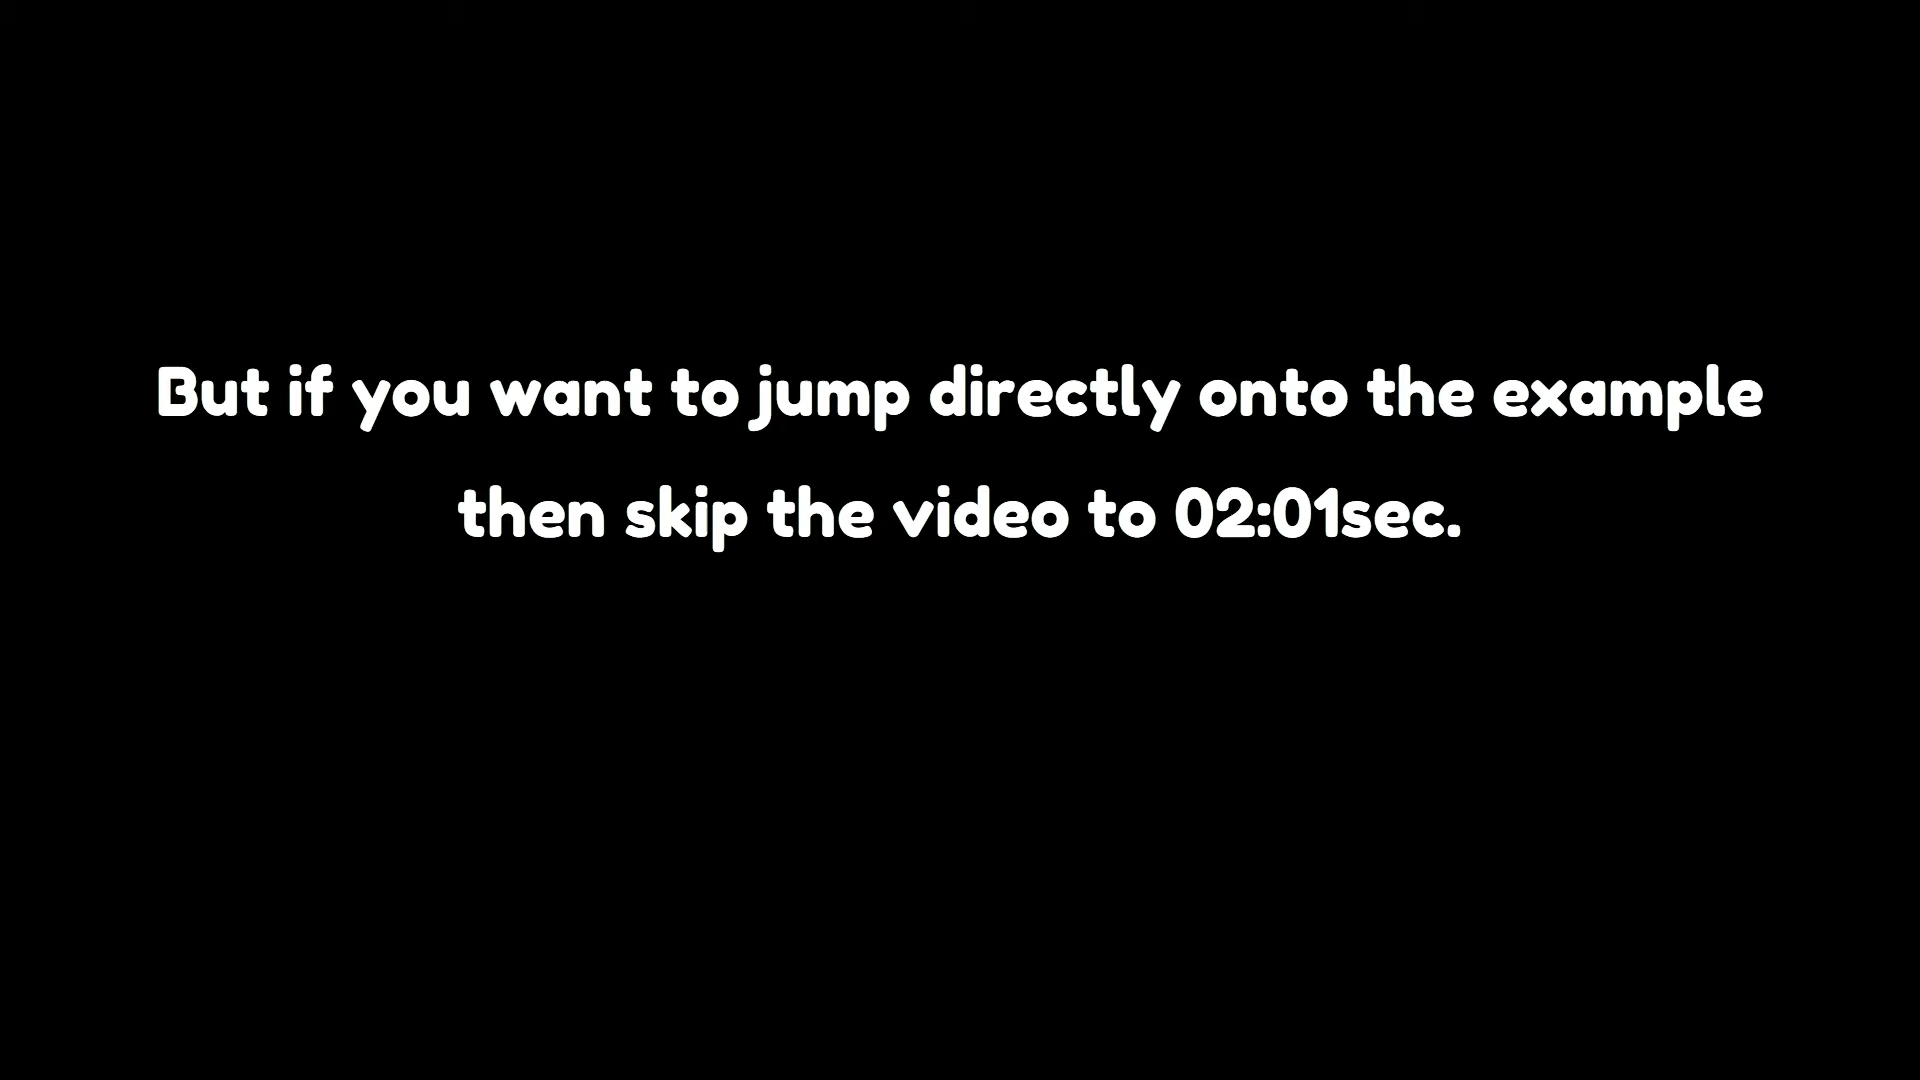 But if you want to jump directly onto the example
then skip the video to 02:01sec.